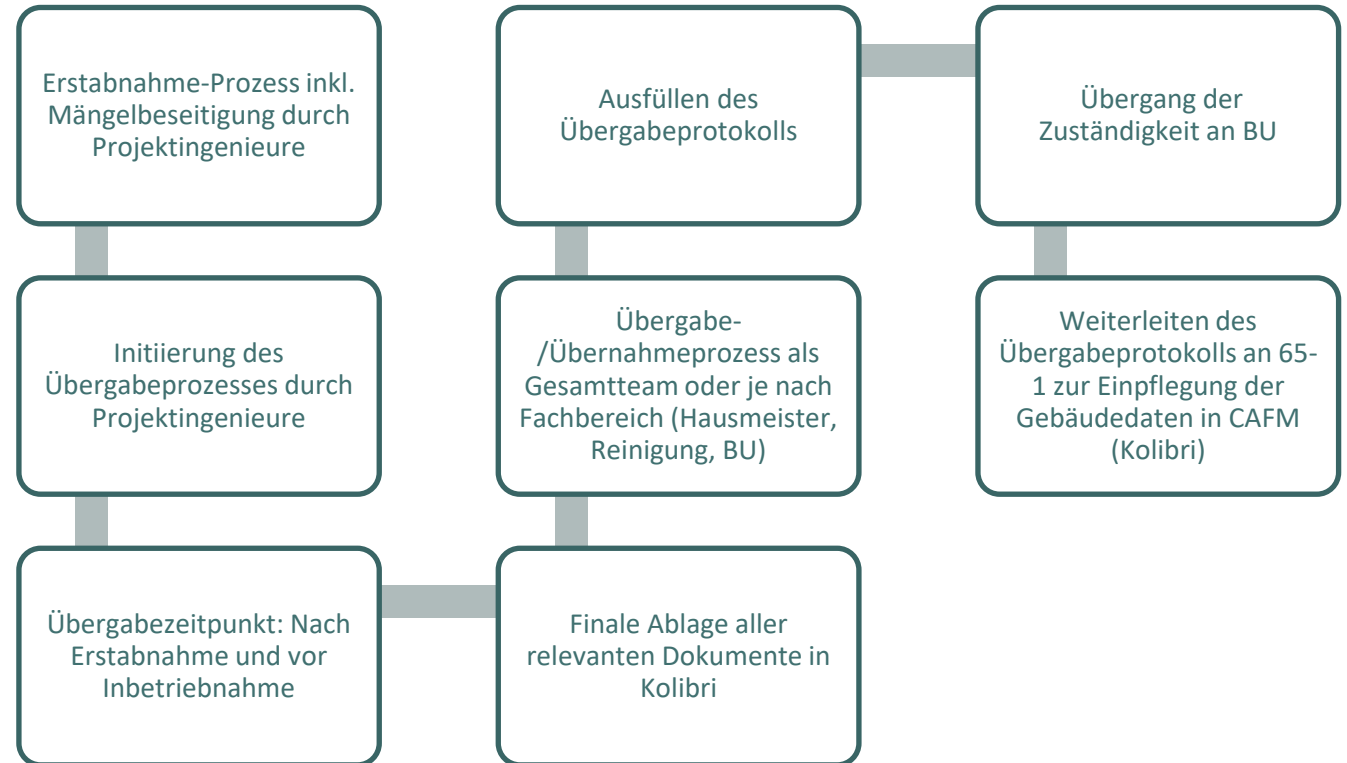 Erstabnahme-Prozess inkl.
Mängelbeseitigung durch
Projektingenieure
Initiierung des
Übergabeprozesses durch
Projektingenieure
Übergabezeitpunkt: Nach
Erstabnahme und vor
Inbetriebnahme
Finale Ablage aller
relevanten Dokumente in
Kolibri
Übergabe-
/Übernahmeprozess als
Gesamtteam oder je nach
Fachbereich (Hausmeister,
Reinigung, BU)
Ausfüllen des
Übergabeprotokolls
Übergang der
Zuständigkeit an BU
Weiterleiten des
Übergabeprotokolls an 65-
1 zur Einpflegung der
Gebäudedaten in CAFM
(Kolibri)